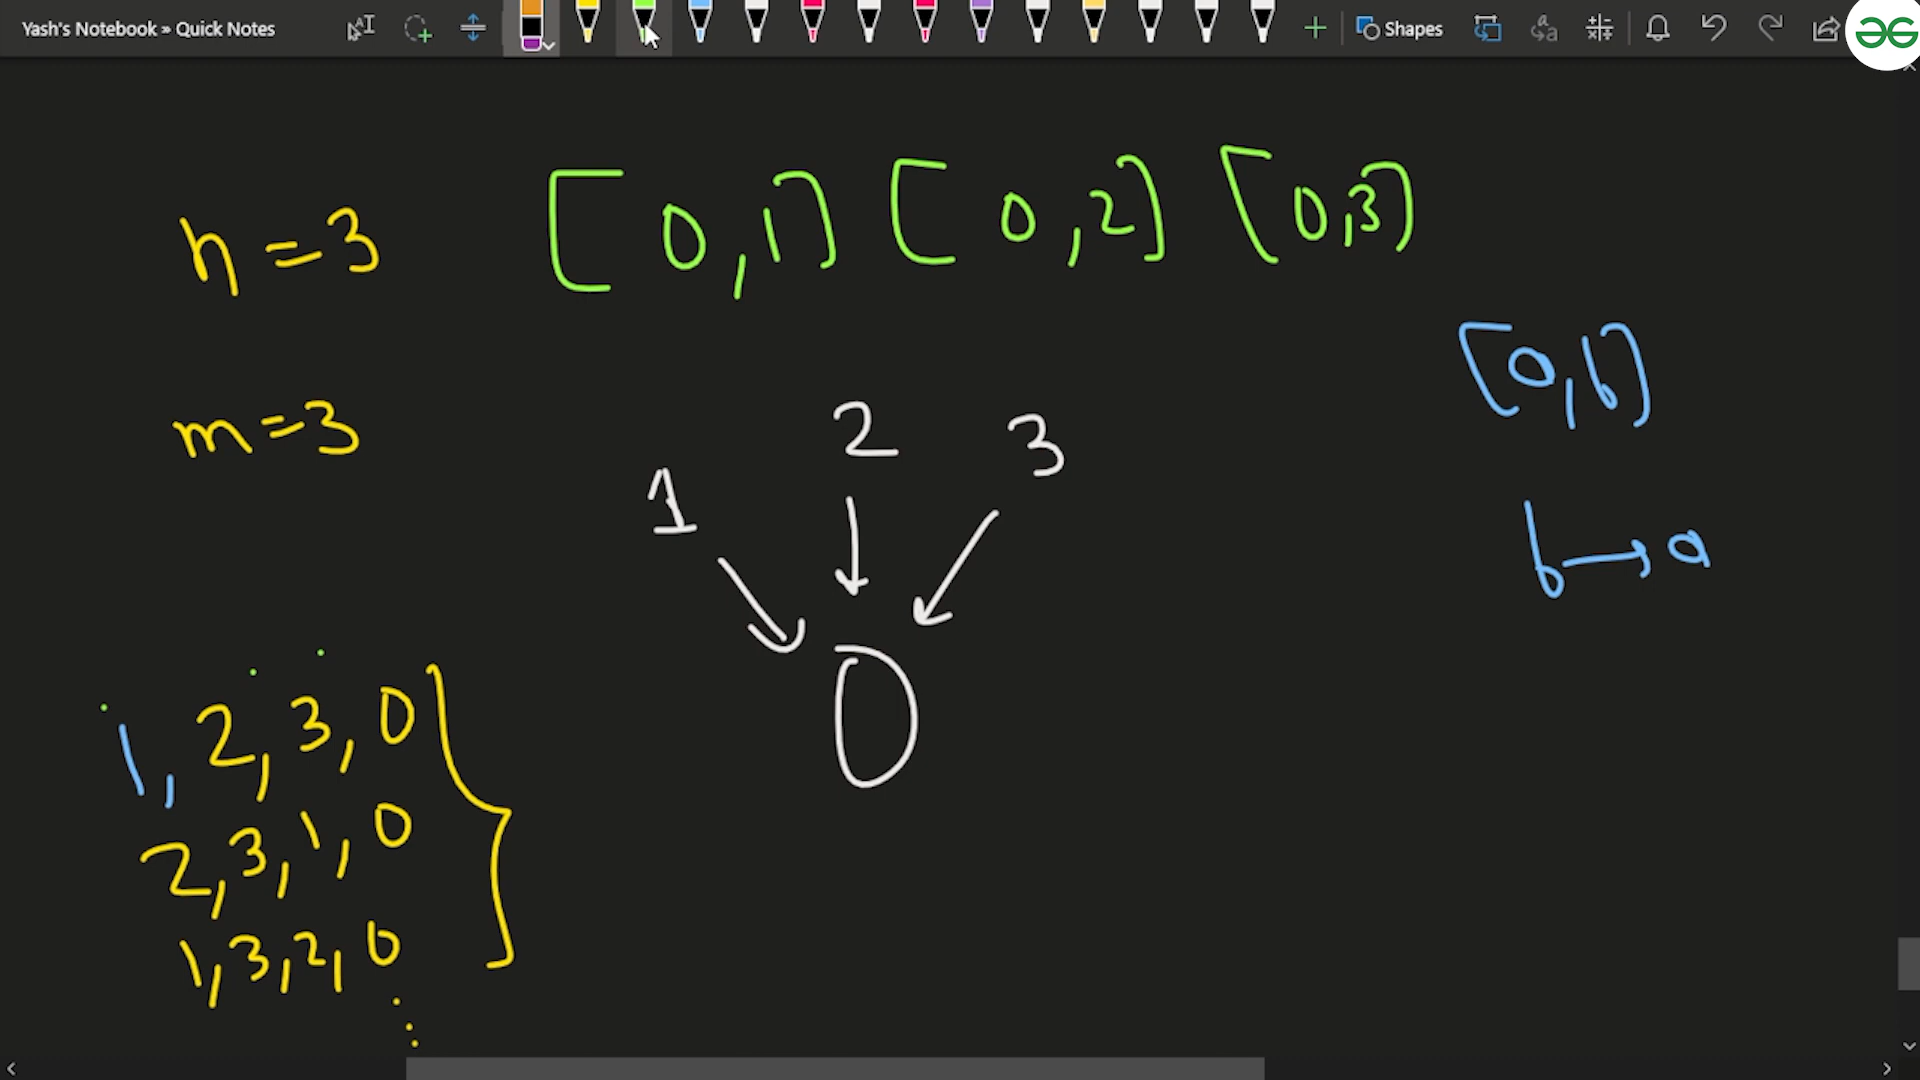 Yash's Notebook » Quick Notes
Shapes
n = 3 [ 0 , 1 ] [ 0 , 2 ] [ 0 , 3 ]
[ 0 , b ]
m = 3
1 2 3
b → a
0
1 , 2 , 3 , 0
2 , 3 , 1 , 0
1 , 3 , 2 , 0